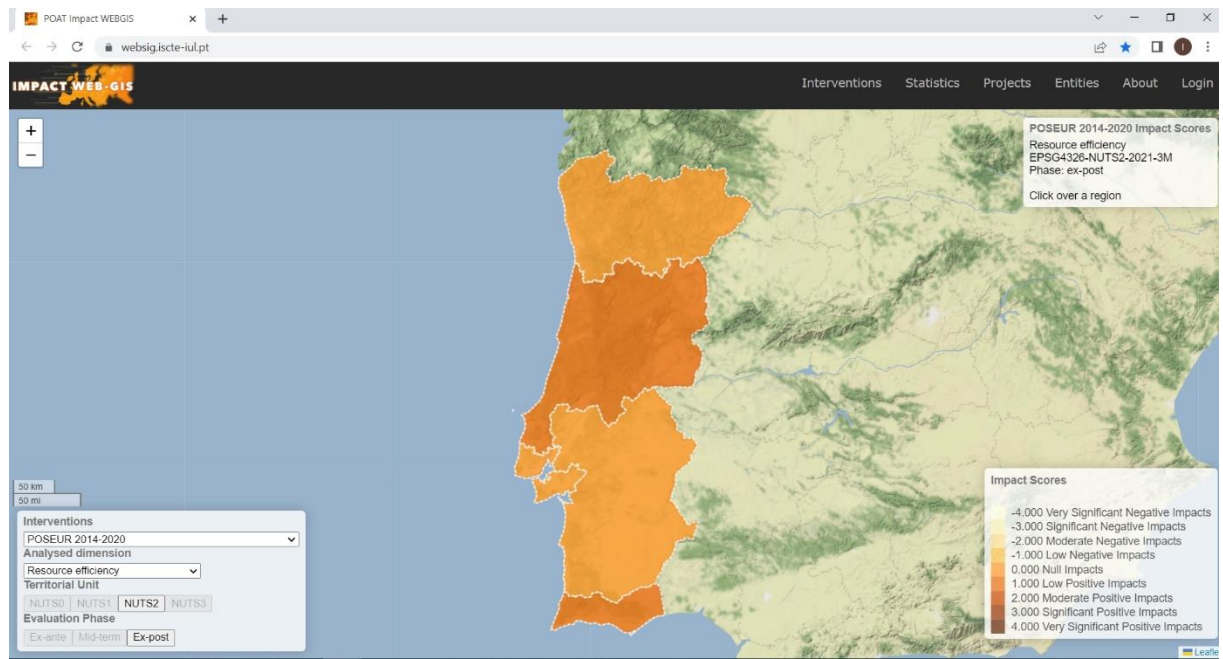 POAT Impact WEBGIS
websig.iscte-iul.pt
IMPACT WEB-GIS
Interventions Statistics Projects Entities About Login
+
−
POSEUR 2014-2020 Impact Scores
Resource efficiency
EPSG4326-NUTS2-2021-3M
Phase: ex-post
Click over a region
50 km
50 mi
Interventions
POSEUR 2014-2020
Analysed dimension
Resource efficiency
Territorial Unit
NUTS0 NUTS1 NUTS2 NUTS3
Evaluation Phase
Ex-ante Mid-term Ex-post
Impact Scores
-4.000 Very Significant Negative Impacts
-3.000 Significant Negative Impacts
-2.000 Moderate Negative Impacts
-1.000 Low Negative Impacts
0.000 Null Impacts
1.000 Low Positive Impacts
2.000 Moderate Positive Impacts
3.000 Significant Positive Impacts
4.000 Very Significant Positive Impacts
Leafle